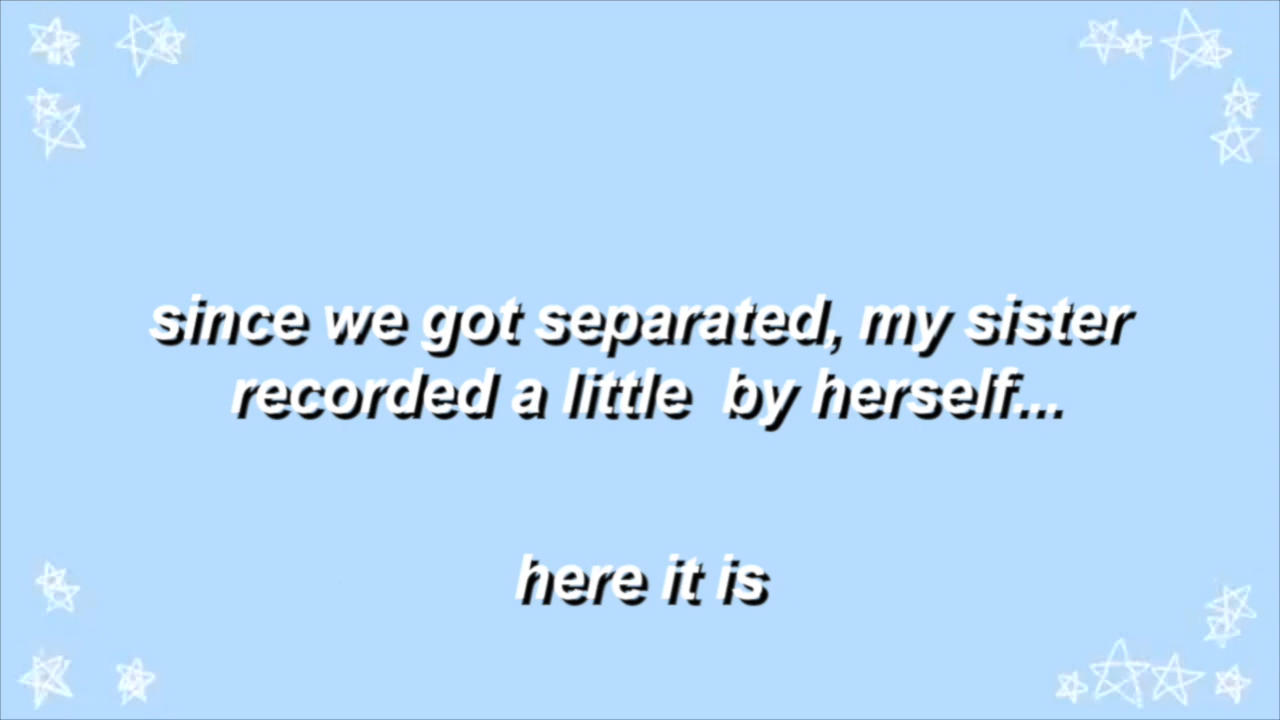 since we got separated, my sister
recorded a little  by herself...
here it is